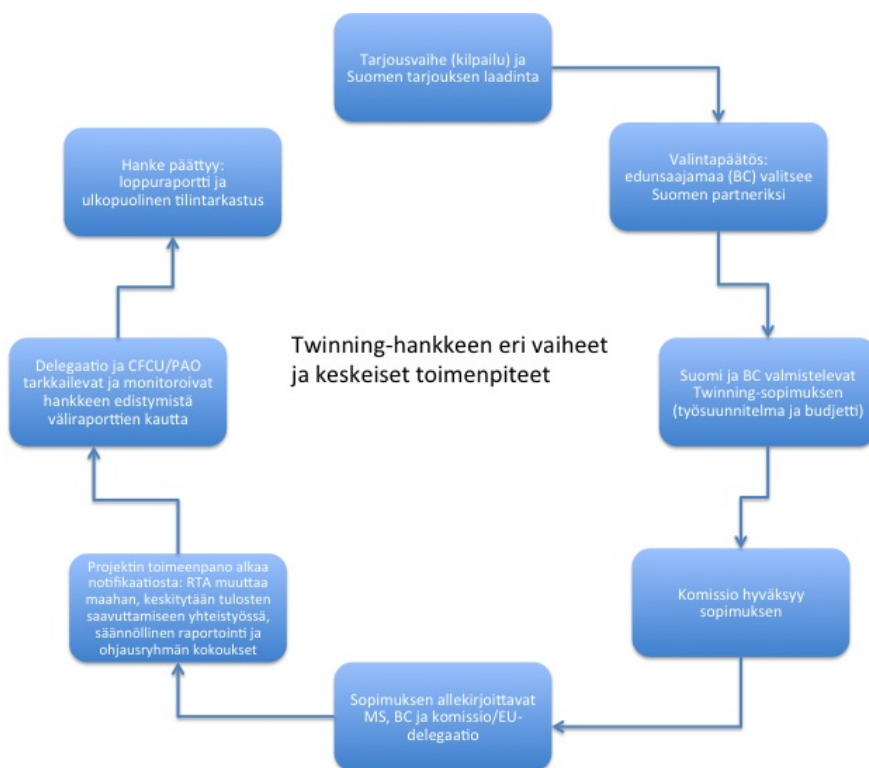 Tarjousvaihe (kilpailu) ja
Suomen tarjouksen laadinta
Valintapäätös:
edunsaajamaa (BC) valitsee
Suomen partneriksi
Suomi ja BC valmistelevat
Twinning-sopimuksen
(työsuunnitelma ja budjetti)
Komissio hyväksyy
sopimuksen
Sopimuksen allekirjoittavat
MS, BC ja komissio/EU-
delegaatio
Projektin toimeenpano alkaa
notifikaatiosta: RTA muuttaa
maahan, keskitytään tulosten
saavuttamiseen yhteistyössä,
säännöllinen raportointi ja
ohjausryhmän kokoukset
Delegaatio ja CFCU/PAO
tarkkailevat ja monitoroivat
hankkeen edistymistä
väliraporttien kautta
Hanke päättyy:
loppuraportti ja
ulkopuolinen tilintarkastus
Twinning-hankkeen eri vaiheet
ja keskeiset toimenpiteet